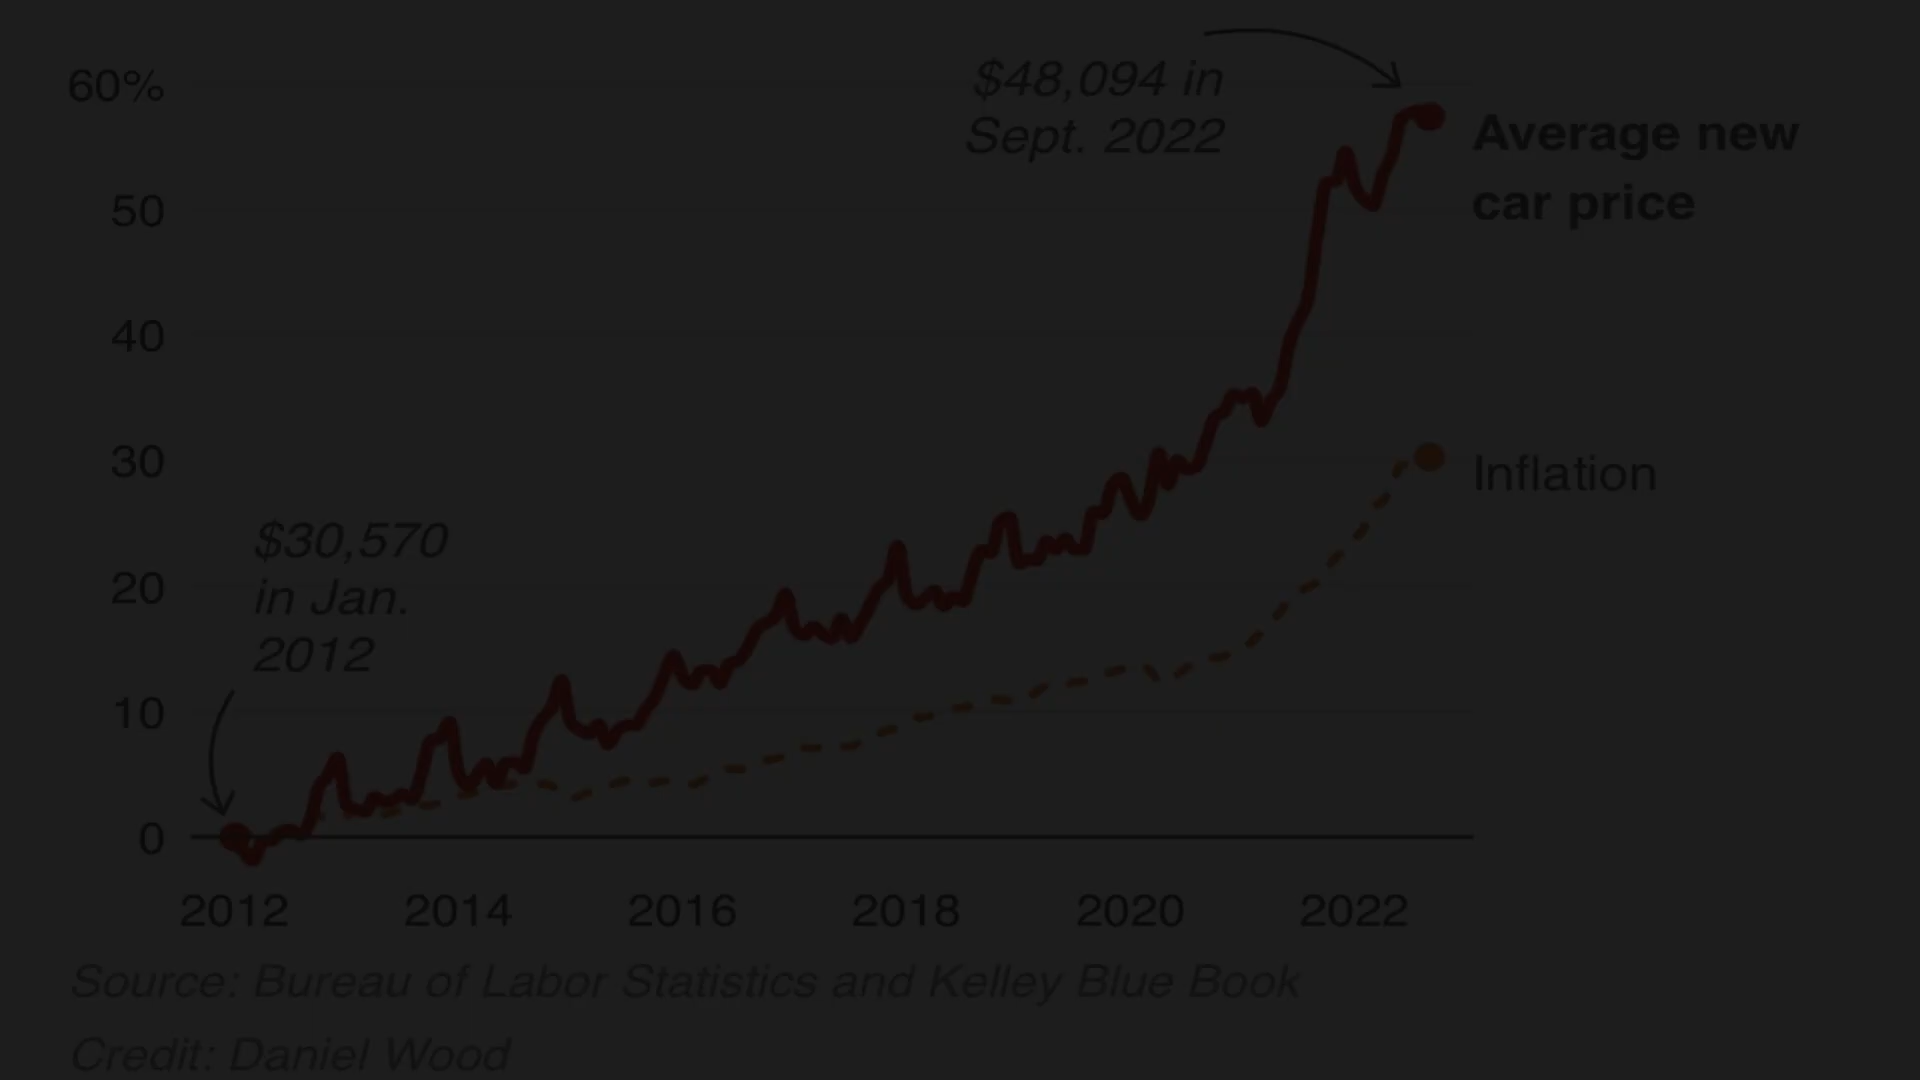 60%
$48,094 in
Sept. 2022
Average new
car price
50
40
30
Inflation
$30,570
in Jan.
2012
20
10
0
2012 2014 2016 2018 2020 2022
Source: Bureau of Labor Statistics and Kelley Blue Book
Credit: Daniel Wood